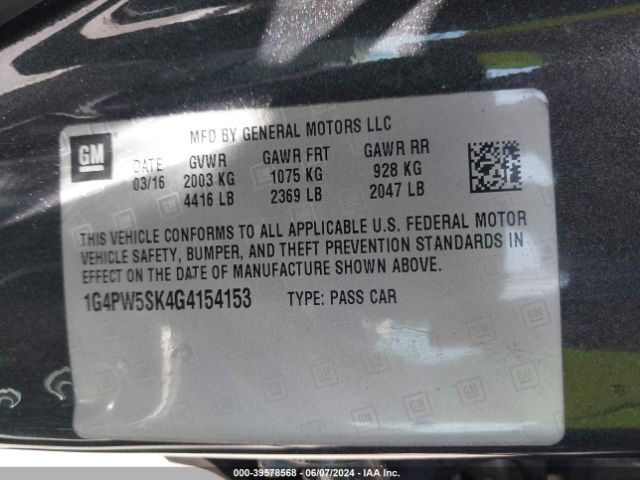 GM
MFD BY GENERAL MOTORS LLC
DATE GVWR GAWR FRT GAWR RR
03/16 2003 KG 1075 KG 928 KG
4416 LB 2369 LB 2047 LB
THIS VEHICLE CONFORMS TO ALL APPLICABLE U.S. FEDERAL MOTOR
VEHICLE SAFETY, BUMPER, AND THEFT PREVENTION STANDARDS IN
EFFECT ON THE DATE OF MANUFACTURE SHOWN ABOVE.
1G4PW5SK4G4154153 TYPE: PASS CAR
000-39578568 | 06/07/2024 | IAA Inc.